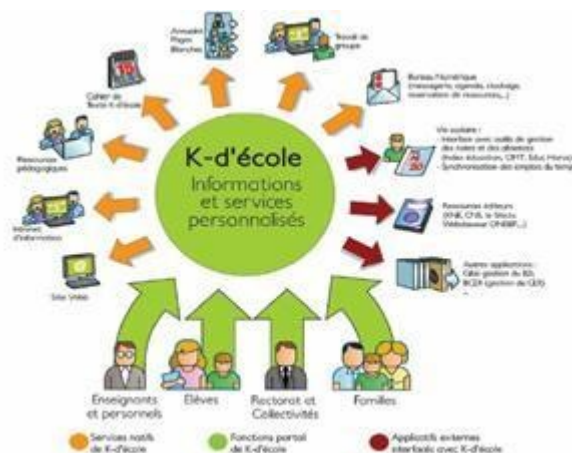 Annuaire
Pages
Blanches
Travail de
groupe
Cahier de
Texte K-d'école
Bureau Numérique
(messagerie, agenda, stockage,
réservation de ressources,...)
K-d'école
Informations
et services
personnalisés
Vie scolaire :
- Interface avec outils de gestion
des notes et des absences
- Synchronisation des emplois du temps
Ressources
pédagogiques
Ressources éditeurs
Intranet
d'information
Site Web
Autres applications :
Enseignants
et personnels
Élèves
Rectorat et
Collectivités
Familles
Services natifs
de K-d'école
Fonctions portail
de K-d'école
Applicatifs externes
interfacés avec K-d'école